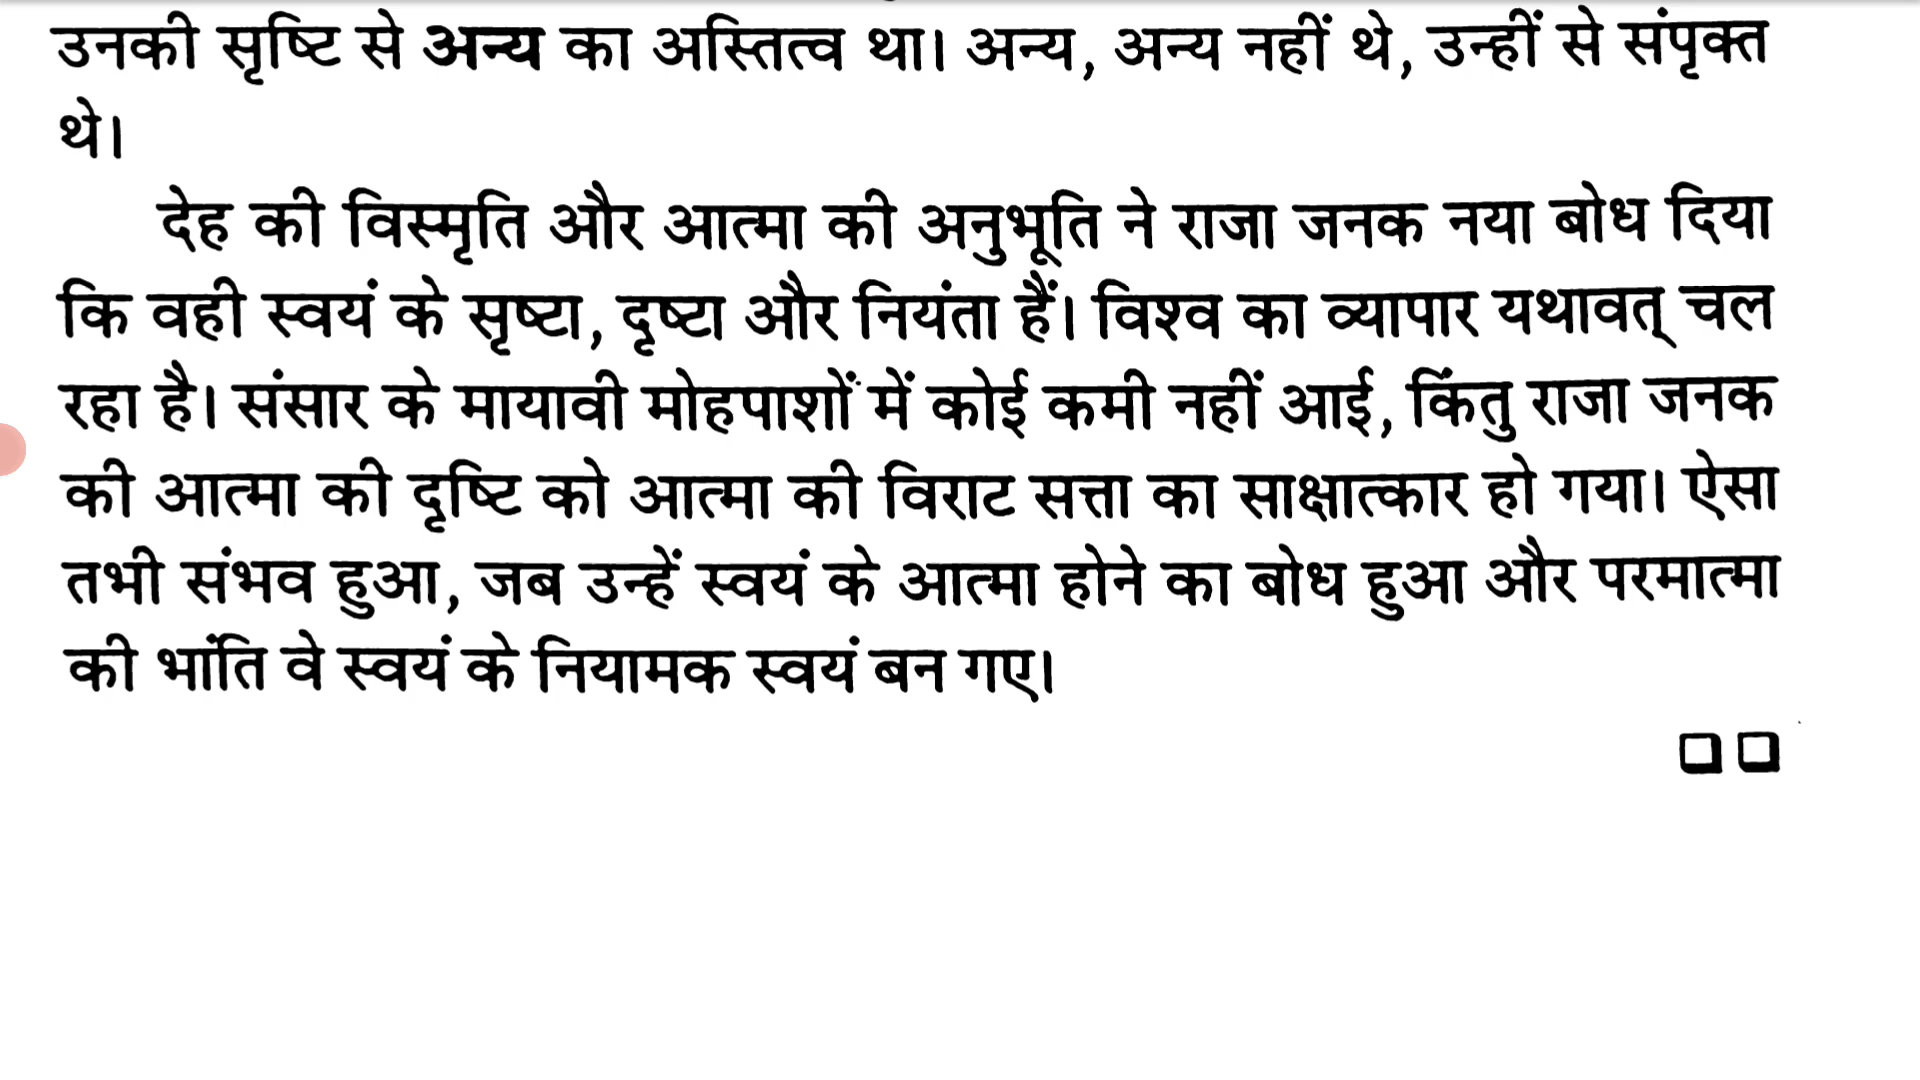 उनकी सृष्टि से अन्य का अस्तित्व था। अन्य, अन्य नहीं थे, उन्हीं से संपृक्त
थे।
देह की विस्मृति और आत्मा की अनुभूति ने राजा जनक नया बोध दिया
कि वही स्वयं के सृष्टा, दृष्टा और नियंता हैं। विश्व का व्यापार यथावत् चल
रहा है। संसार के मायावी मोहपाशों में कोई कमी नहीं आई, किंतु राजा जनक
की आत्मा की दृष्टि को आत्मा की विराट सत्ता का साक्षात्कार हो गया। ऐसा
तभी संभव हुआ, जब उन्हें स्वयं के आत्मा होने का बोध हुआ और परमात्मा
की भांति वे स्वयं के नियामक स्वयं बन गए।